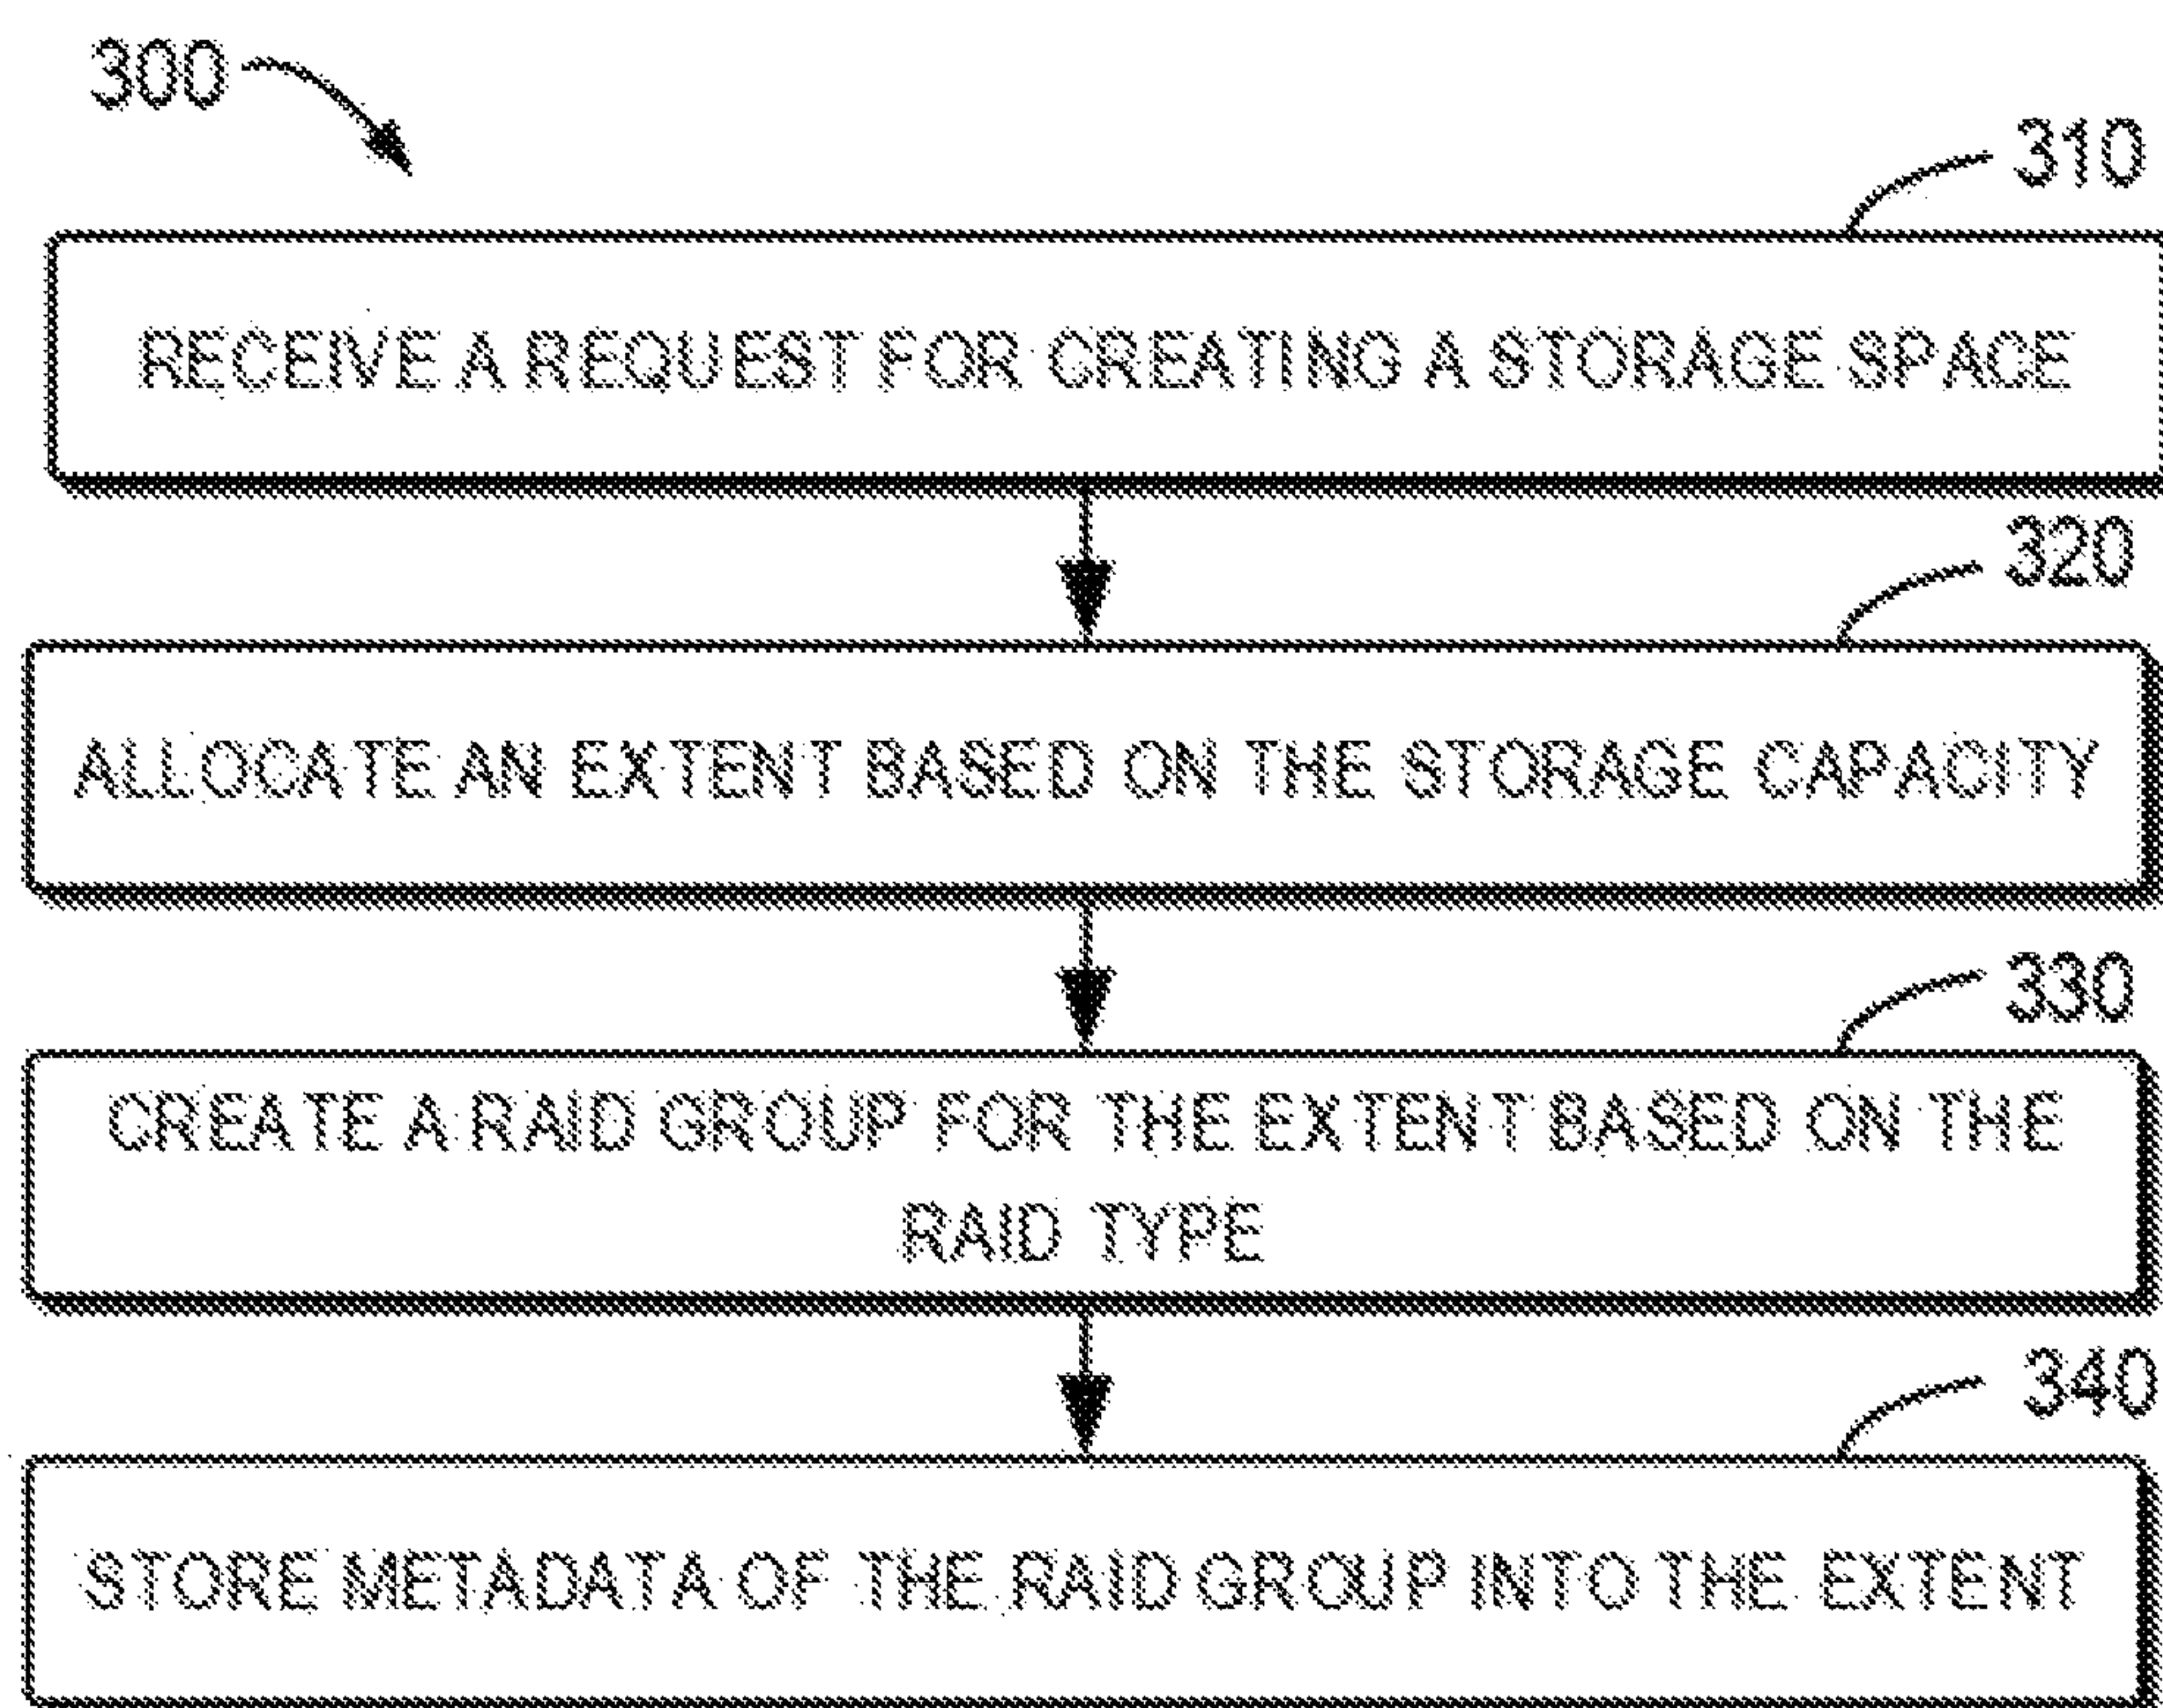 300
310
RECEIVE A REQUEST FOR CREATING A STORAGE SPACE
320
ALLOCATE AN EXTENT BASED ON THE STORAGE CAPACITY
330
CREATE A RAID GROUP FOR THE EXTENT BASED ON THE
RAID TYPE
340
STORE METADATA OF THE RAID GROUP INTO THE EXTENT